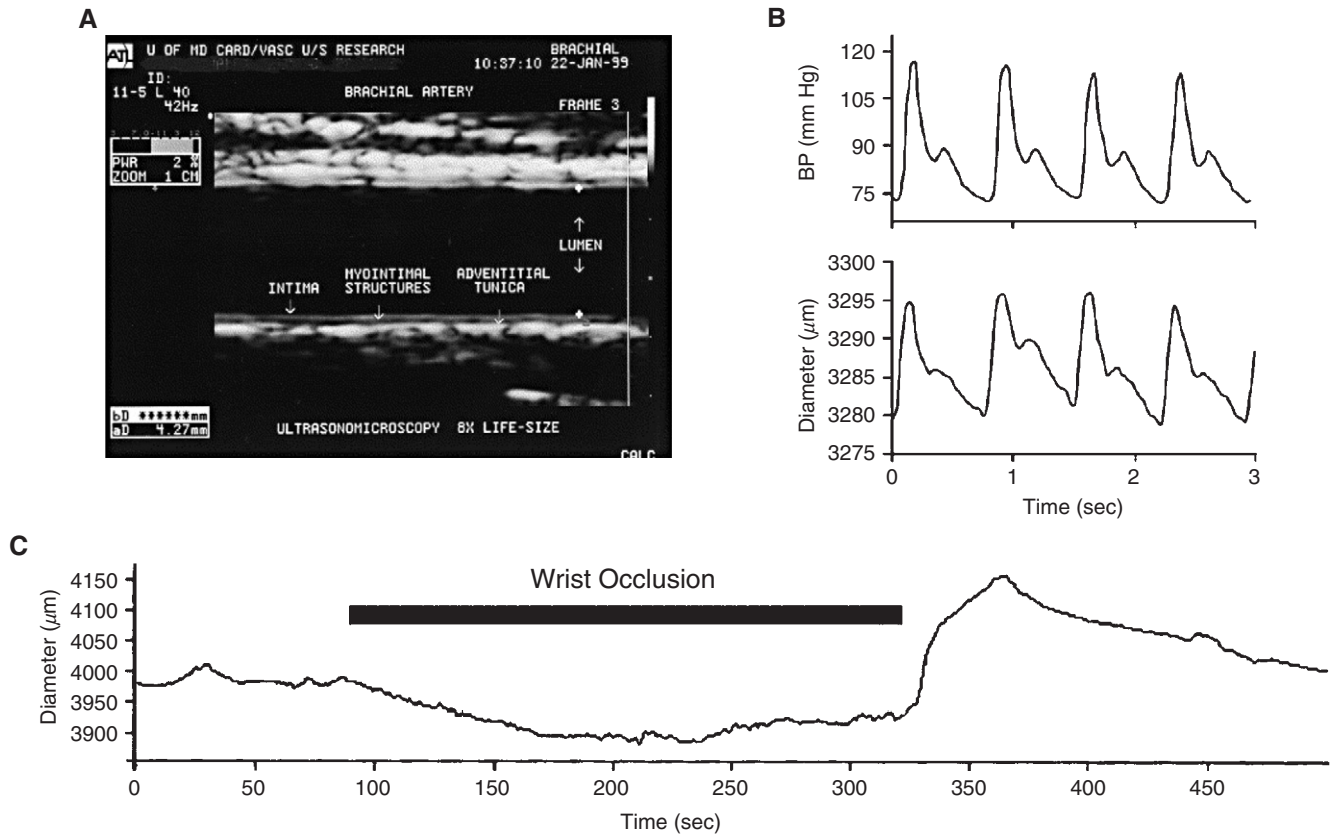 A
ATL U OF MD CARD/VASC U/S RESEARCH BRACHIAL
10:37:10 22-JAN-99
ID:
11-5 L 40
42Hz
BRACHIAL ARTERY
FRAME 3
PWR 2 %
ZOOM 1 CM
LUMEN
INTIMA
MYOINTIMAL
STRUCTURES
ADVENTITIAL
TUNICA
bD ******mm
aD 4.27mm
ULTRASONOMICROSCOPY 8X LIFE-SIZE
CALC
B
BP (mm Hg)
120
105
90
75
Diameter (μm)
3300
3295
3290
3285
3280
3275
0 1 2 3
Time (sec)
C
Wrist Occlusion
Diameter (μm)
4150
4100
4050
4000
3950
3900
0 50 100 150 200 250 300 350 400 450
Time (sec)